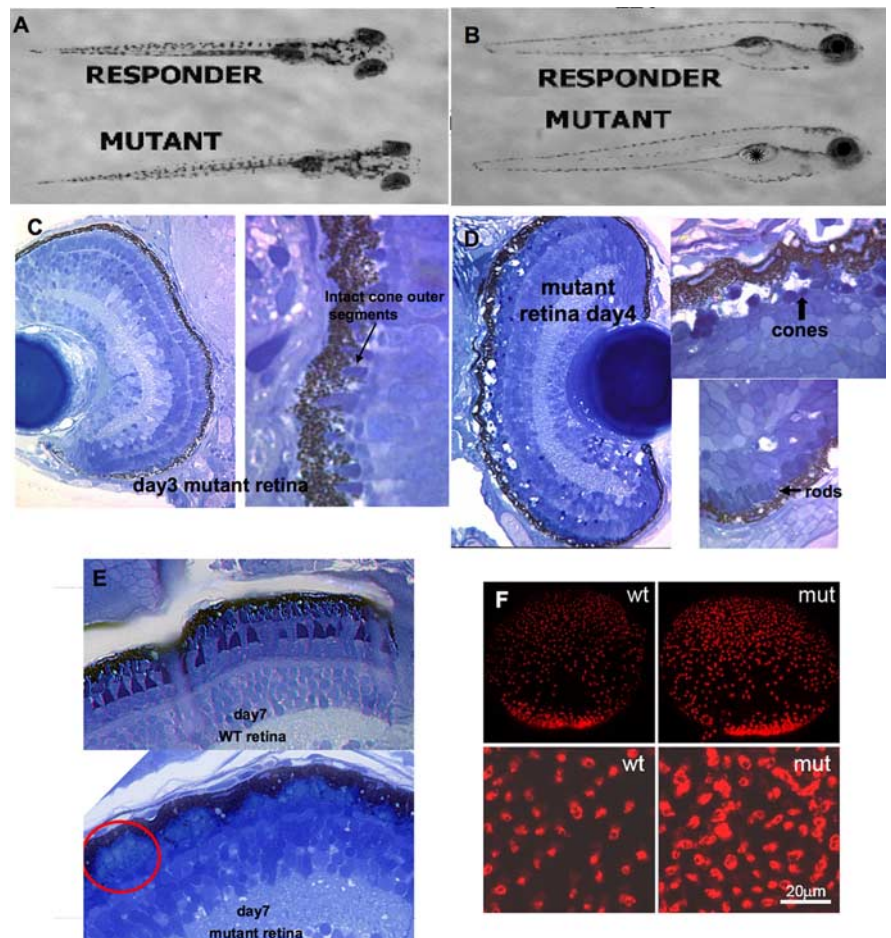 A
RESPONDER
MUTANT
B
RESPONDER
MUTANT
C
Intact cone outer
segments
day3 mutant retina
D
mutant
retina day4
cones
rods
E
day7
WT retina
day7
mutant retina
F
wt
mut
wt
mut
20µm